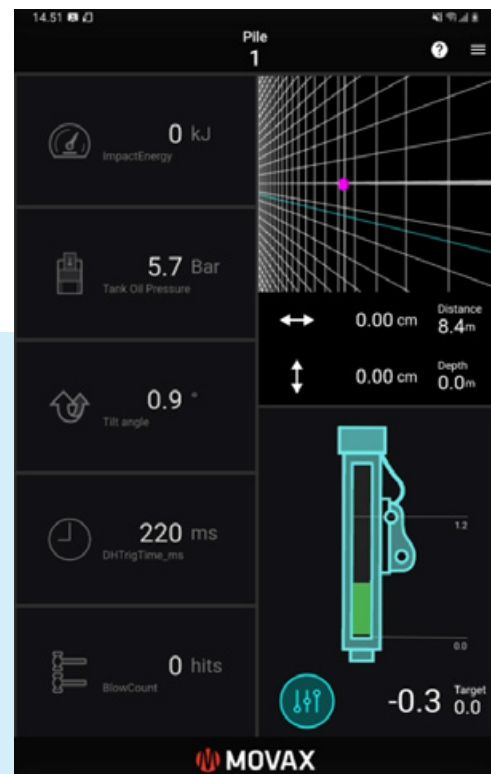 14.51
Pile
1
?
0 kJ
ImpactEnergy
5.7 Bar
Tank Oil Pressure
0.9 °
Tilt angle
220 ms
DHTrigTime_ms
0 hits
BlowCount
0.00 cm
Distance
8.4m
0.00 cm
Depth
0.0m
1.2
0.0
-0.3
Target
0.0
MOVAX